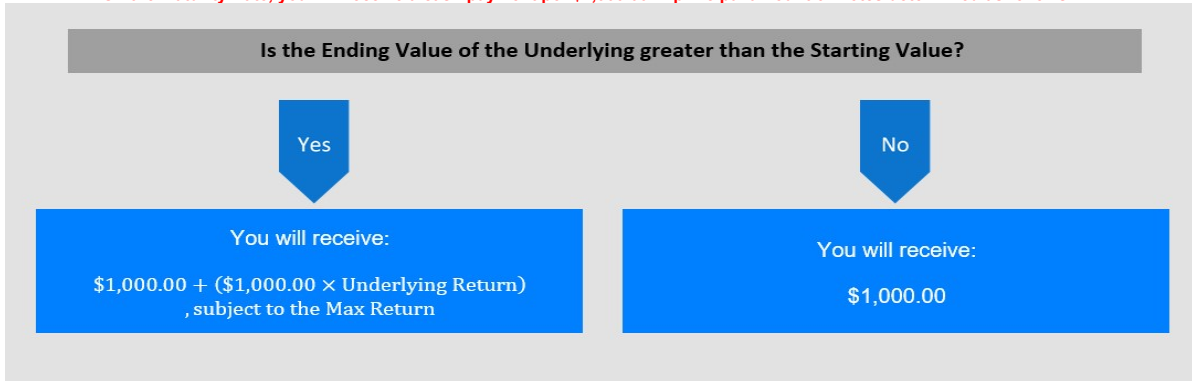 Is the Ending Value of the Underlying greater than the Starting Value?
Yes
No
You will receive:
$1,000.00 + ($1,000.00 × Underlying Return)
, subject to the Max Return
You will receive:
$1,000.00